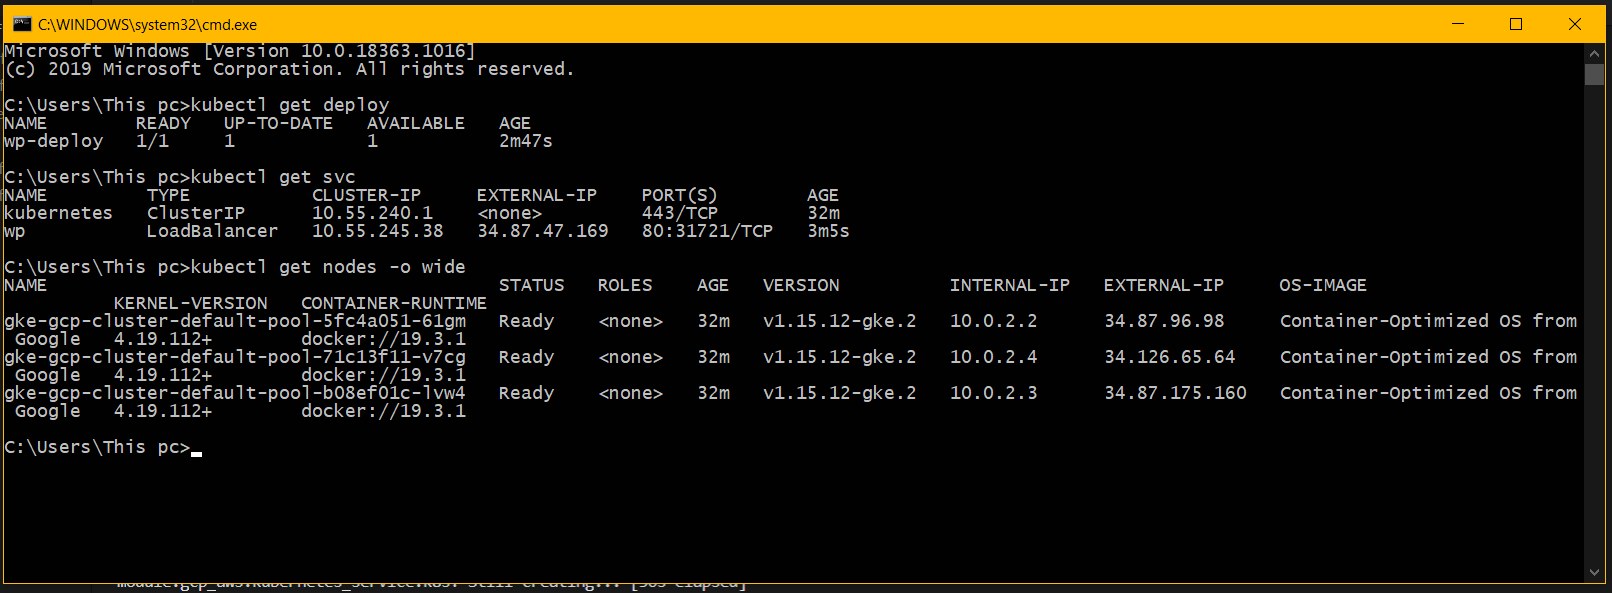 C:\WINDOWS\system32\cmd.exe
Microsoft Windows [Version 10.0.18363.1016]
(c) 2019 Microsoft Corporation. All rights reserved.
C:\Users\This pc>kubectl get deploy
NAME        READY   UP-TO-DATE   AVAILABLE   AGE
wp-deploy   1/1     1            1           2m47s
C:\Users\This pc>kubectl get svc
NAME         TYPE           CLUSTER-IP     EXTERNAL-IP    PORT(S)        AGE
kubernetes   ClusterIP      10.55.240.1    <none>         443/TCP        32m
wp           LoadBalancer   10.55.245.38   34.87.47.169   80:31721/TCP   3m5s
C:\Users\This pc>kubectl get nodes -o wide
NAME                                         STATUS   ROLES    AGE   VERSION          INTERNAL-IP   EXTERNAL-IP     OS-IMAGE
          KERNEL-VERSION   CONTAINER-RUNTIME
gke-gcp-cluster-default-pool-5fc4a051-61gm   Ready    <none>   32m   v1.15.12-gke.2   10.0.2.2      34.87.96.98     Container-Optimized OS from
 Google   4.19.112+        docker://19.3.1
gke-gcp-cluster-default-pool-71c13f11-v7cg   Ready    <none>   32m   v1.15.12-gke.2   10.0.2.4      34.126.65.64    Container-Optimized OS from
 Google   4.19.112+        docker://19.3.1
gke-gcp-cluster-default-pool-b08ef01c-lvw4   Ready    <none>   32m   v1.15.12-gke.2   10.0.2.3      34.87.175.160   Container-Optimized OS from
 Google   4.19.112+        docker://19.3.1
C:\Users\This pc>